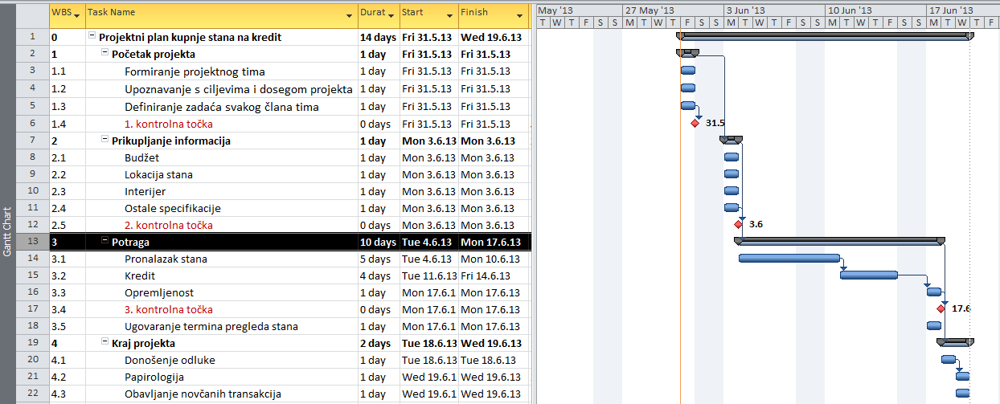 WBS Task Name Durat Start Finish May '13 27 May '13 3 Jun '13 10 Jun '13 17 Jun '13
T W T F S S M T W T F S S M T W T F S S M T W T F S S M T W T F
1 0 Projektni plan kupnje stana na kredit 14 days Fri 31.5.13 Wed 19.6.13
2 1 Početak projekta 1 day Fri 31.5.13 Fri 31.5.13
3 1.1 Formiranje projektnog tima 1 day Fri 31.5.13 Fri 31.5.13
4 1.2 Upoznavanje s ciljevima i dosegom projekta 1 day Fri 31.5.13 Fri 31.5.13
5 1.3 Definiranje zadaća svakog člana tima 1 day Fri 31.5.13 Fri 31.5.13
6 1.4 1. kontrolna točka 0 days Fri 31.5.13 Fri 31.5.13 31.5
7 2 Prikupljanje informacija 1 day Mon 3.6.13 Mon 3.6.13
8 2.1 Budžet 1 day Mon 3.6.13 Mon 3.6.13
9 2.2 Lokacija stana 1 day Mon 3.6.13 Mon 3.6.13
10 2.3 Interijer 1 day Mon 3.6.13 Mon 3.6.13
11 2.4 Ostale specifikacije 1 day Mon 3.6.13 Mon 3.6.13
12 2.5 2. kontrolna točka 0 days Mon 3.6.13 Mon 3.6.13 3.6
13 3 Potraga 10 days Tue 4.6.13 Mon 17.6.13
14 3.1 Pronalazak stana 5 days Tue 4.6.13 Mon 10.6.13
15 3.2 Kredit 4 days Tue 11.6.13 Fri 14.6.13
16 3.3 Opremljenost 1 day Mon 17.6.1 Mon 17.6.13
17 3.4 3. kontrolna točka 0 days Mon 17.6.1 Mon 17.6.13 17.6
18 3.5 Ugovaranje termina pregleda stana 1 day Mon 17.6.1 Mon 17.6.13
19 4 Kraj projekta 2 days Tue 18.6.13 Wed 19.6.13
20 4.1 Donošenje odluke 1 day Tue 18.6.13 Tue 18.6.13
21 4.2 Papirologija 1 day Wed 19.6.1 Wed 19.6.13
22 4.3 Obavljanje novčanih transakcija 1 day Wed 19.6.1 Wed 19.6.13
Gantt Chart